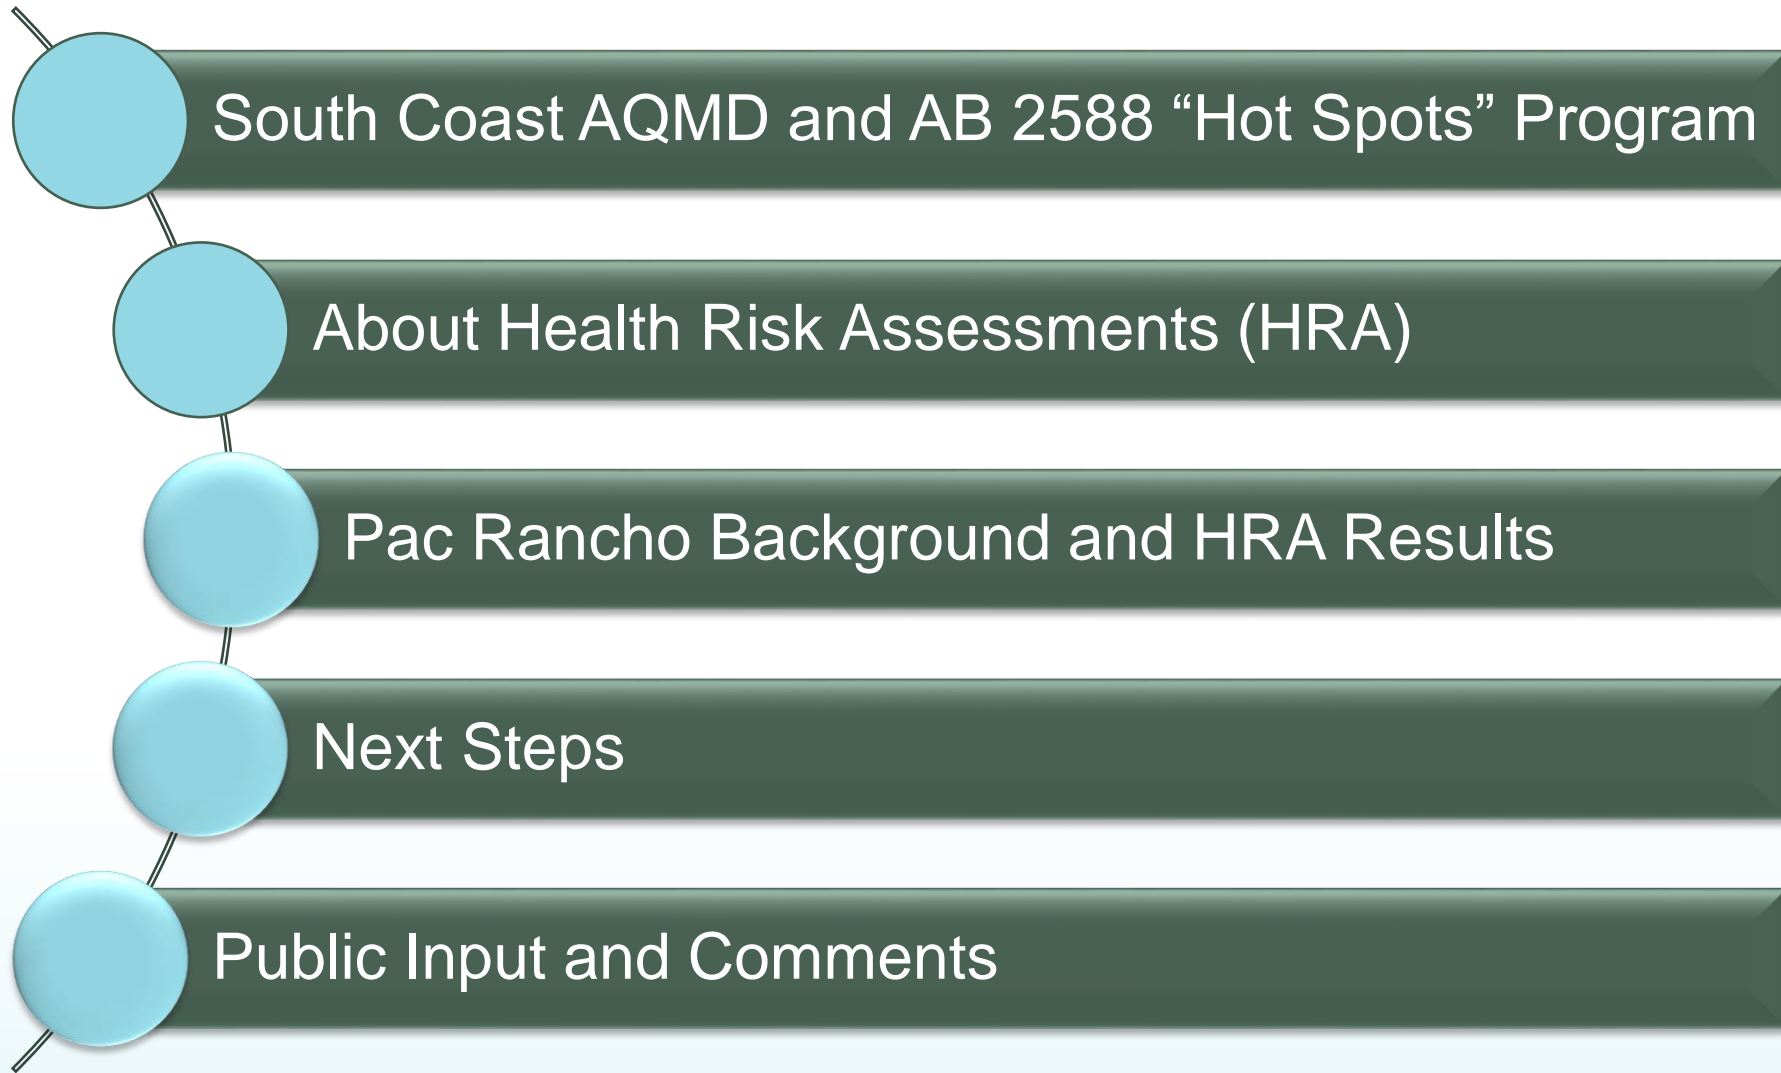 South Coast AQMD and AB 2588 “Hot Spots” Program
About Health Risk Assessments (HRA)
Pac Rancho Background and HRA Results
Next Steps
Public Input and Comments